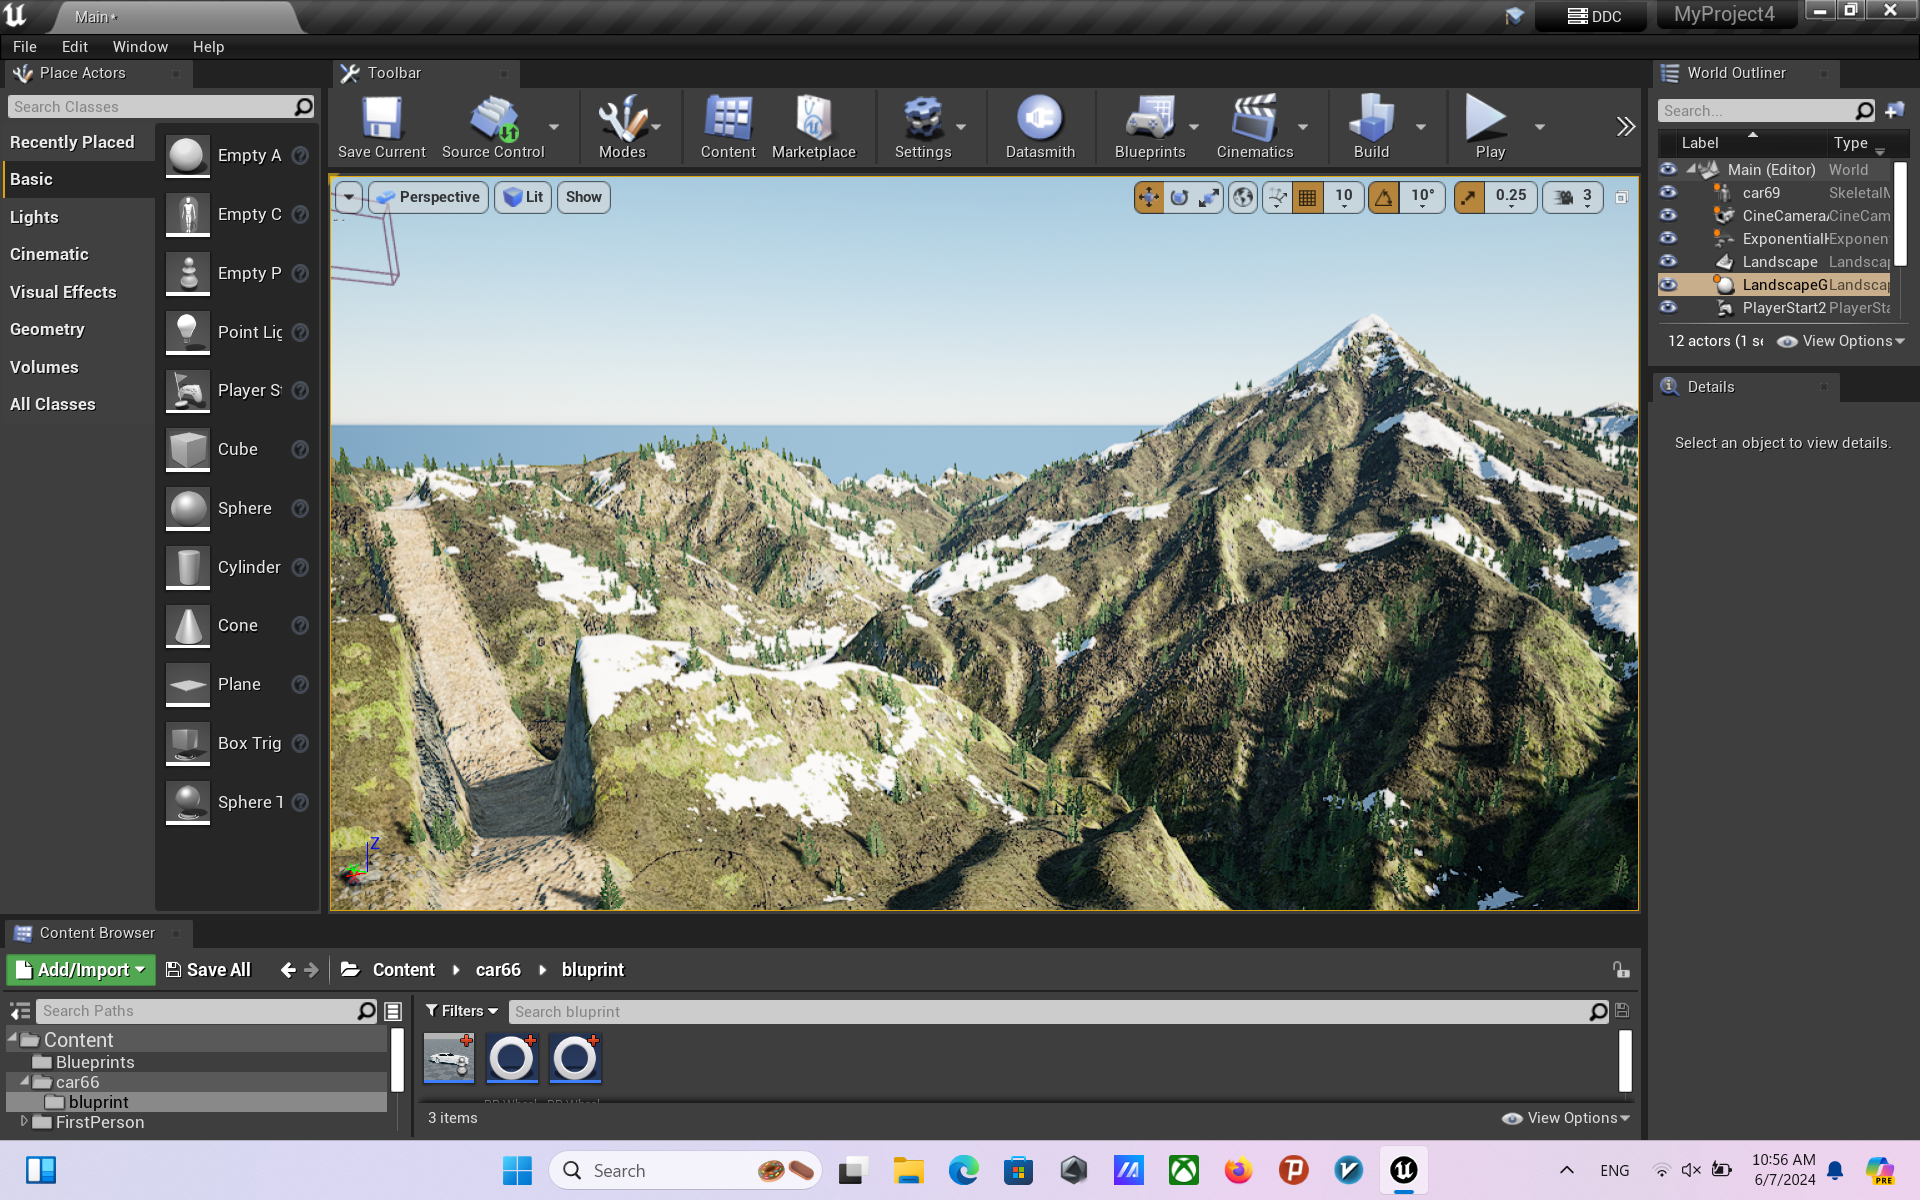 Main*
DDC
MyProject4
File Edit Window Help
Place Actors
Toolbar
World Outliner
Search Classes
Search...
Recently Placed
Basic
Lights
Cinematic
Visual Effects
Geometry
Volumes
All Classes
Empty A
Empty C
Empty P
Point Lig
Player St
Cube
Sphere
Cylinder
Cone
Plane
Box Trig
Sphere T
Save Current
Source Control
Modes
Content
Marketplace
Settings
Datasmith
Blueprints
Cinematics
Build
Play
Perspective
Lit
Show
10
10°
0.25
3
Z
Label Type
Main (Editor) World
car69 SkeletalM
CineCameraA CineCam
ExponentialH Exponen
Landscape Landscap
LandscapeG Landscap
PlayerStart2 PlayerSta
12 actors (1 se
View Options
Details
Select an object to view details.
Content Browser
Add/Import
Save All
Content
car66
bluprint
Search Paths
Filters
Search bluprint
Content
Blueprints
car66
bluprint
FirstPerson
3 items
View Options
Search
ENG
10:56 AM
6/7/2024
PRE